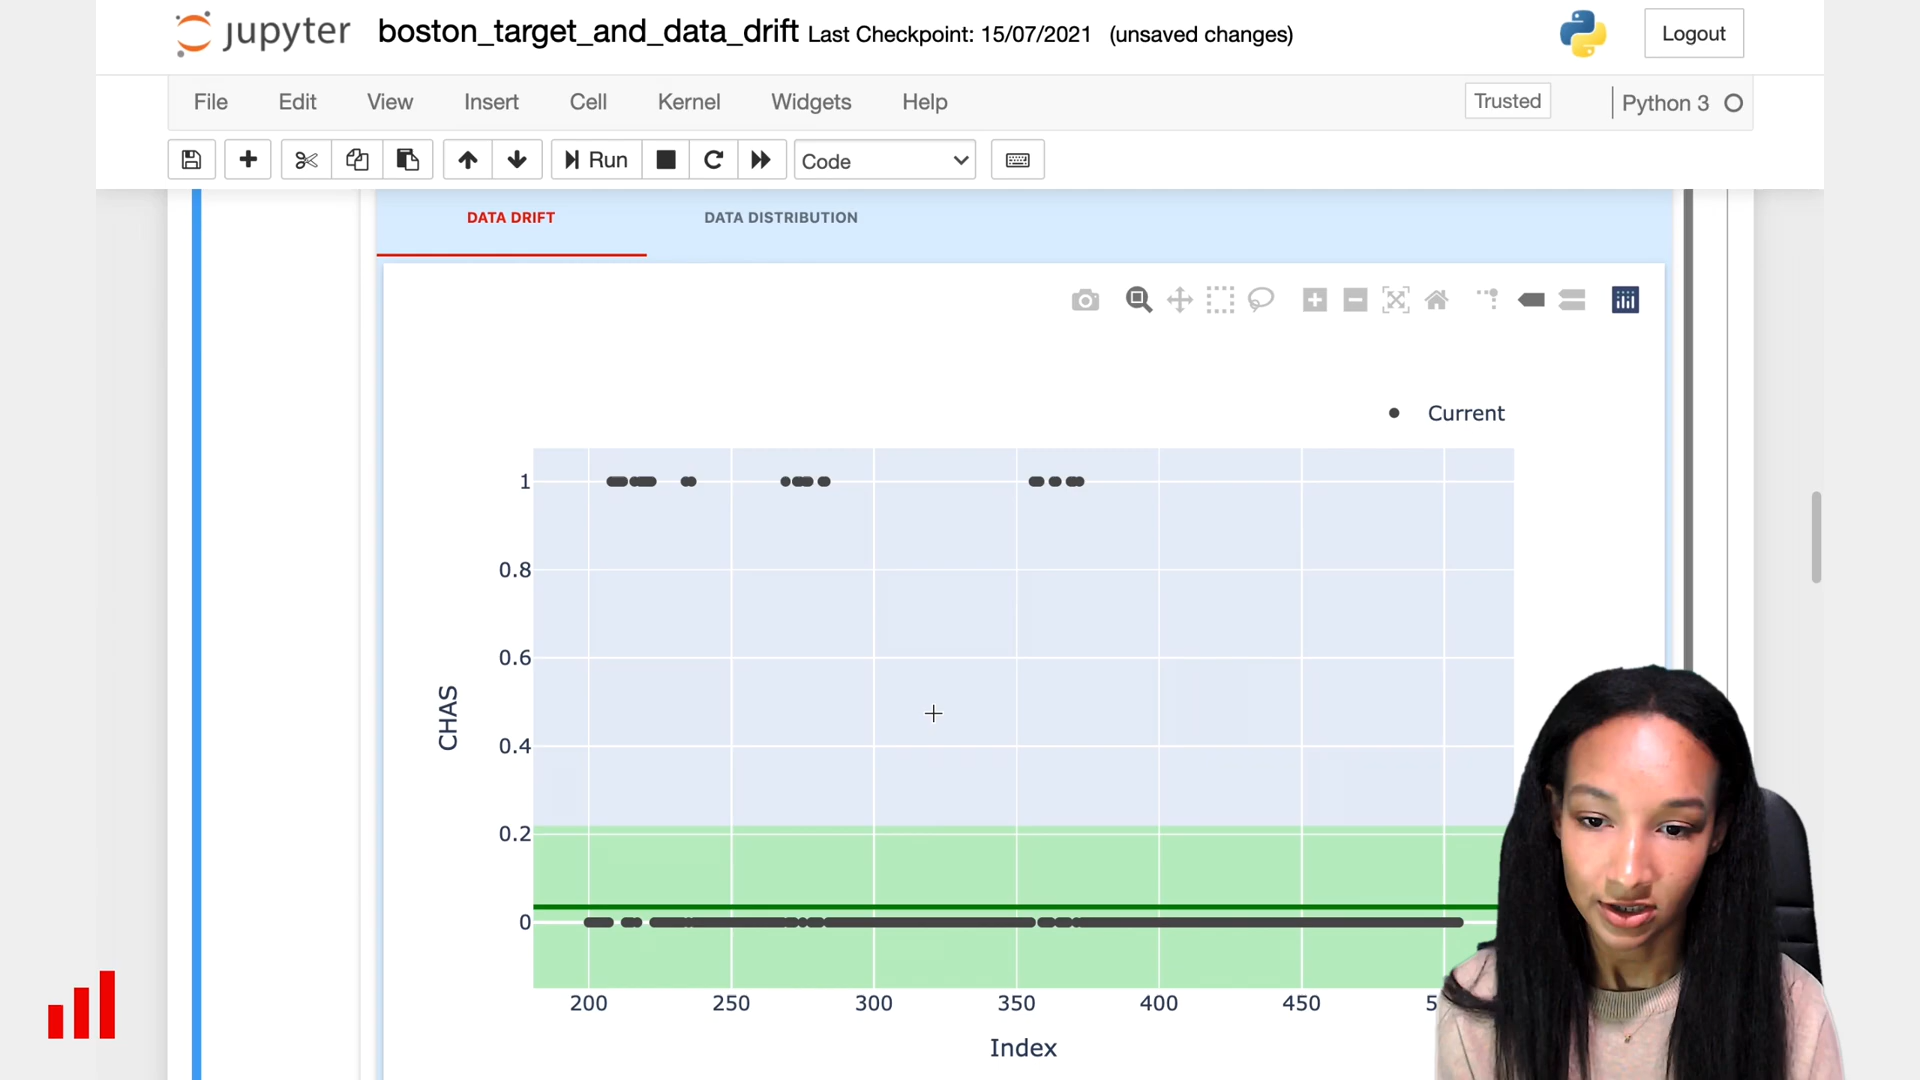 jupyter boston_target_and_data_drift Last Checkpoint: 15/07/2021 (unsaved changes) Logout
File Edit View Insert Cell Kernel Widgets Help Trusted Python 3
Run Code
DATA DRIFT DATA DISTRIBUTION
Current
1
0.8
0.6
CHAS
0.4
0.2
0
200 250 300 350 400 450
Index